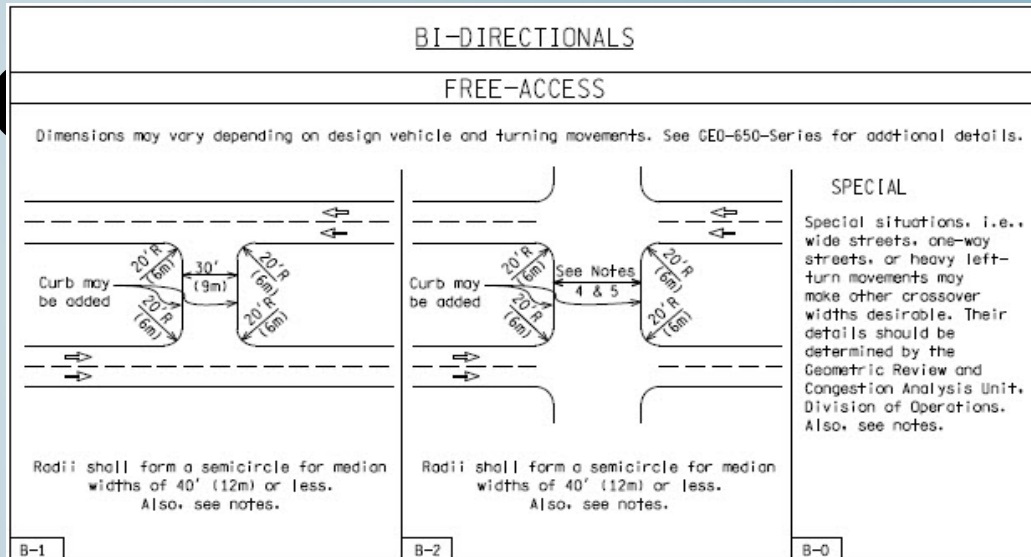 BI-DIRECTIONALS
FREE-ACCESS
Dimensions may vary depending on design vehicle and turning movements. See GEO-650-Series for addtional details.
20'R
(6m)
30'
(9m)
20'R
(6m)
Curb may
be added
20'R
(6m)
20'R
(6m)
Radii shall form a semicircle for median
widths of 40' (12m) or less.
Also, see notes.
B-1
20'R
(6m)
See Notes
4 & 5
20'R
(6m)
Curb may
be added
20'R
(6m)
20'R
(6m)
Radii shall form a semicircle for median
widths of 40' (12m) or less.
Also, see notes.
B-2
SPECIAL
Special situations, i.e.,
wide streets, one-way
streets, or heavy left-
turn movements may
make other crossover
widths desirable. Their
details should be
determined by the
Geometric Review and
Congestion Analysis Unit,
Division of Operations.
Also, see notes.
B-0